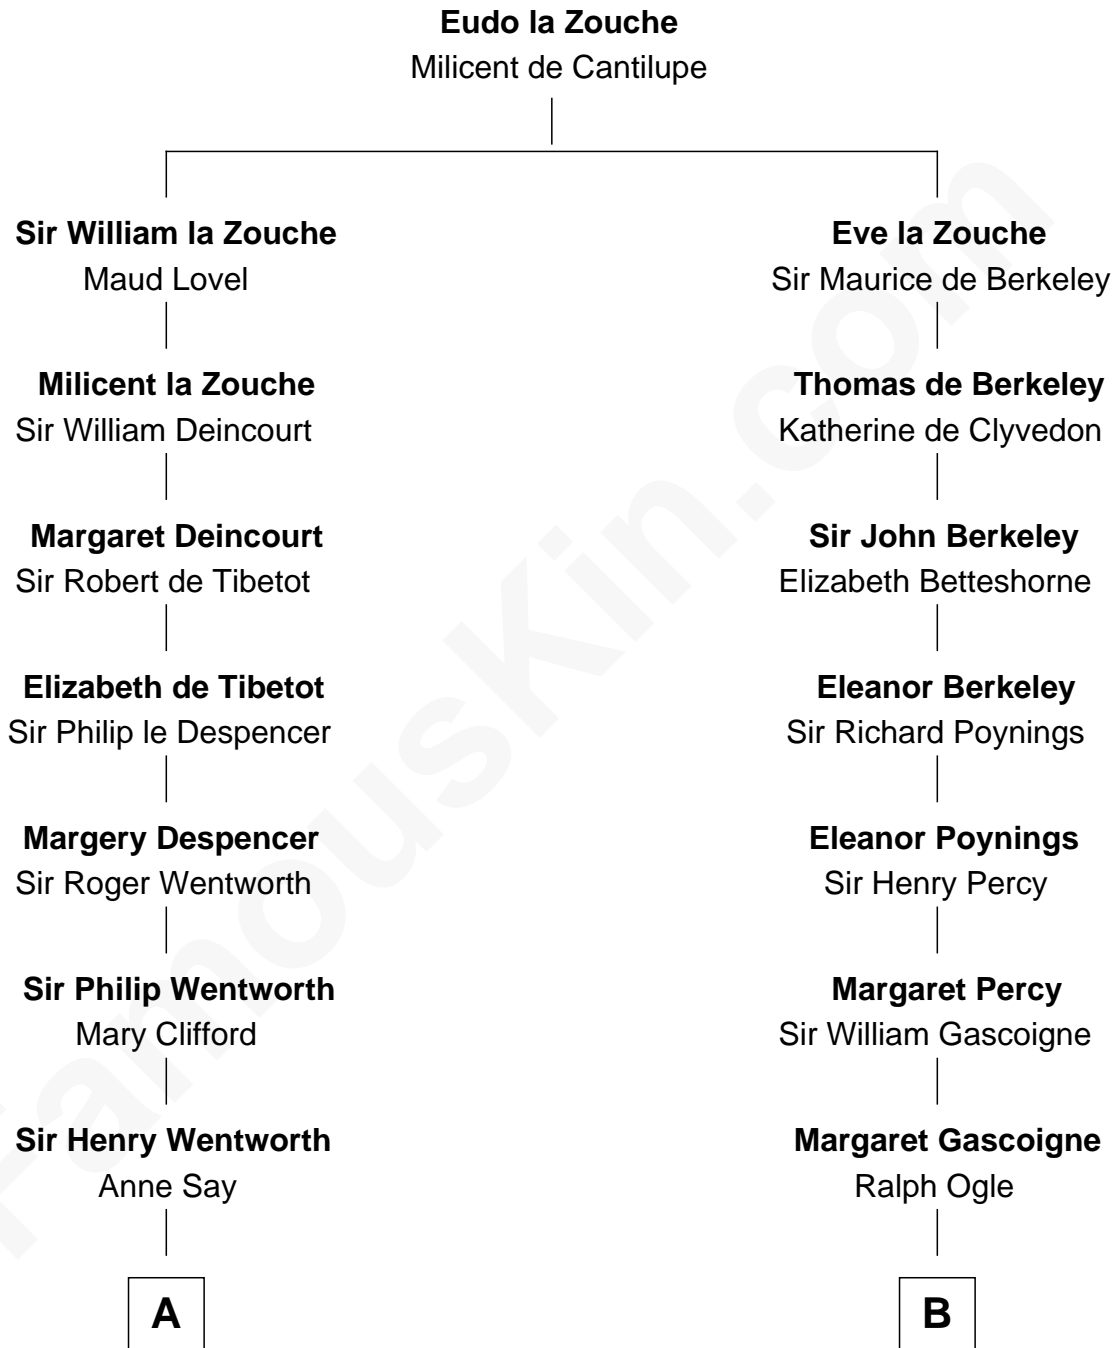 Eudo la Zouche
Milicent de Cantilupe
Sir William la Zouche
Maud Lovel
Eve la Zouche
Sir Maurice de Berkeley
Milicent la Zouche
Sir William Deincourt
Thomas de Berkeley
Katherine de Clyvedon
Margaret Deincourt
Sir Robert de Tibetot
Sir John Berkeley
Elizabeth Betteshorne
Elizabeth de Tibetot
Sir Philip le Despencer
Eleanor Berkeley
Sir Richard Poynings
Margery Despencer
Sir Roger Wentworth
Eleanor Poynings
Sir Henry Percy
Sir Philip Wentworth
Mary Clifford
Margaret Percy
Sir William Gascoigne
Sir Henry Wentworth
Anne Say
Margaret Gascoigne
Ralph Ogle
A
B
FamousKin.com